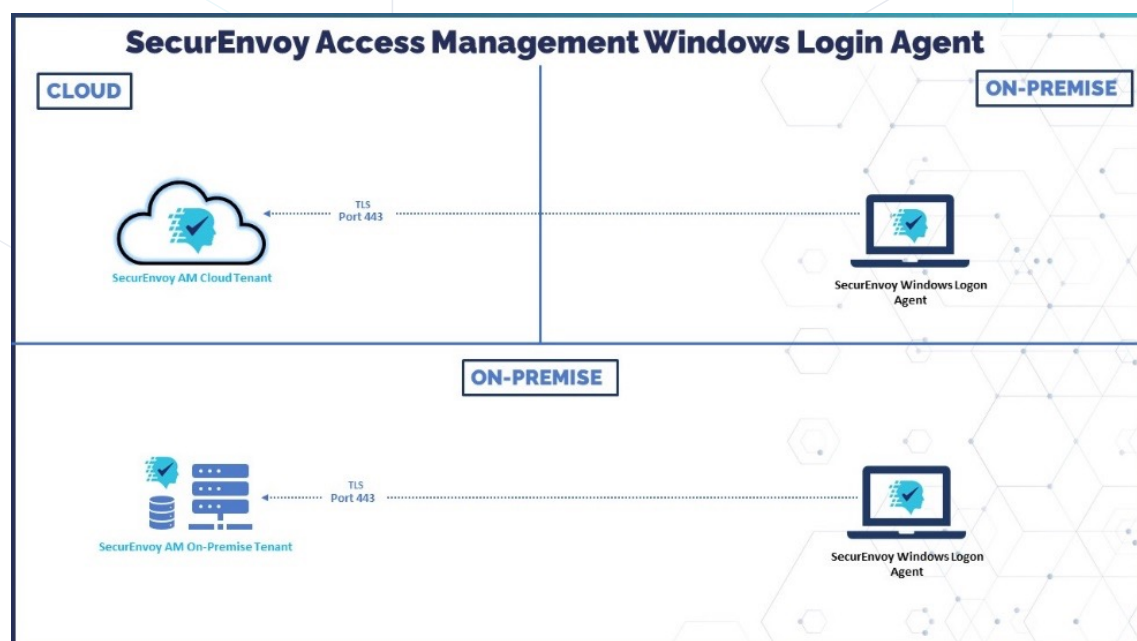 SecurEnvoy Access Management Windows Login Agent
CLOUD
ON-PREMISE
TLS
Port 443
SecurEnvoy AM Cloud Tenant
SecurEnvoy Windows Logon
Agent
ON-PREMISE
TLS
Port 443
SecurEnvoy AM On-Premise Tenant
SecurEnvoy Windows Logon
Agent